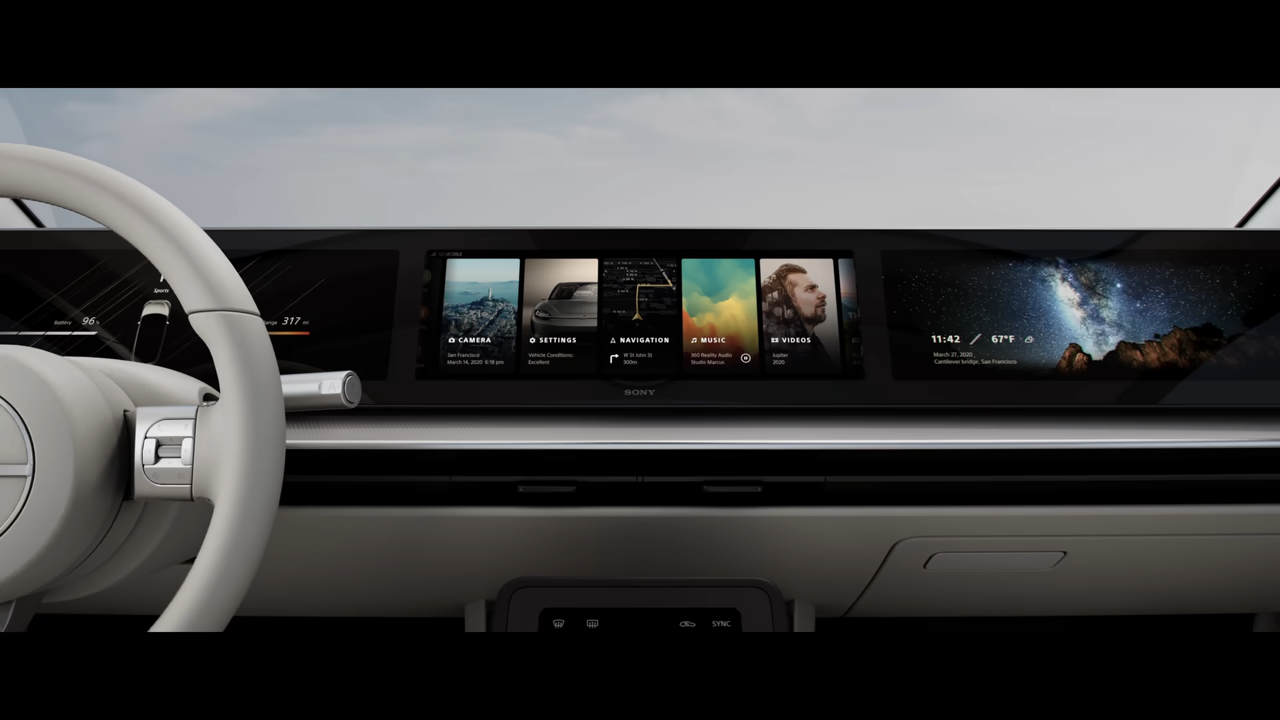 Sports
Battery 96%
317 mi
CAMERA
San Francisco
March 14, 2020 6:18 pm
SETTINGS
Vehicle Conditions:
Excellent
NAVIGATION
W St John St
300m
MUSIC
360 Reality Audio
Studio Marcus
VIDEOS
Jupiter
2020
11:42
67°F
March 27, 2020
Cantilever bridge, San Francisco
SONY
SYNC